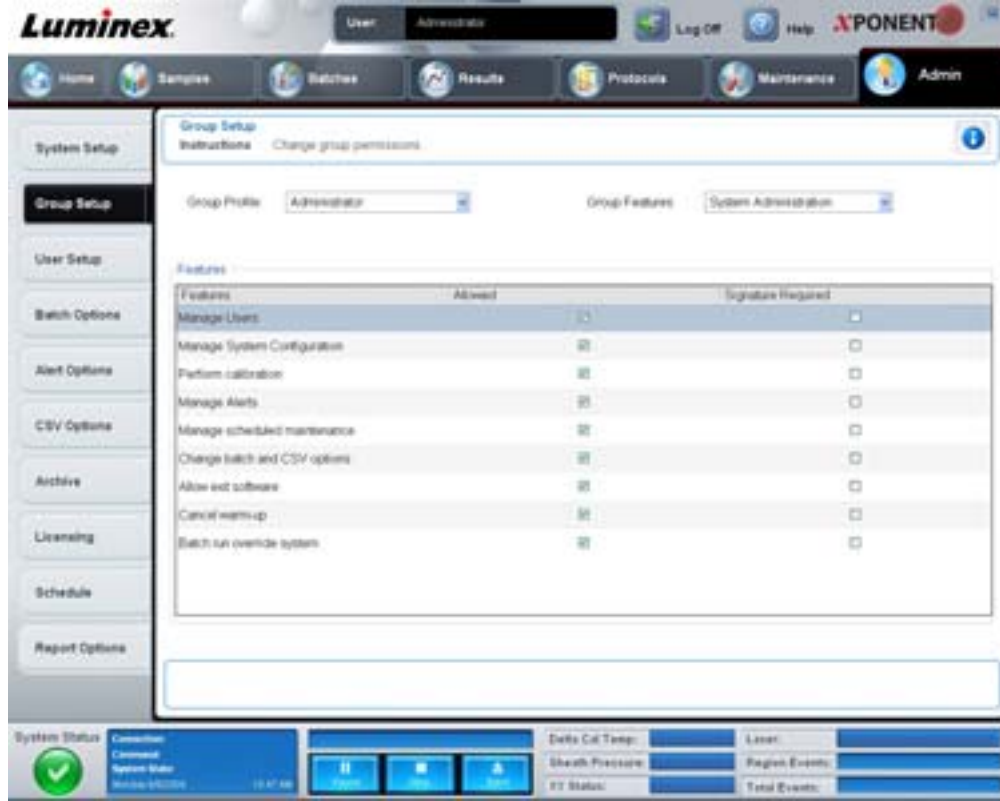 Luminex.
User: Administrator
Log Off
Help
xPONENT
Home
Samples
Batches
Results
Protocols
Maintenance
Admin
System Setup
Group Setup
User Setup
Batch Options
Alert Options
CSV Options
Archive
Licensing
Schedule
Report Options
Group Setup
Instructions Change group permissions.
Group Profile Administrator
Group Features System Administration
Features
Features Allowed Signature Required
Manage Users
Manage System Configuration
Perform calibration
Manage Alerts
Manage scheduled maintenance
Change batch and CSV options
Allow exit software
Cancel warm-up
Batch run override system
System Status
Connection:
Command:
System State:
Monday
Stop
Eject
Delta Cal Temp:
Sheath Pressure:
XY Status:
Laser:
Region Events:
Total Events: